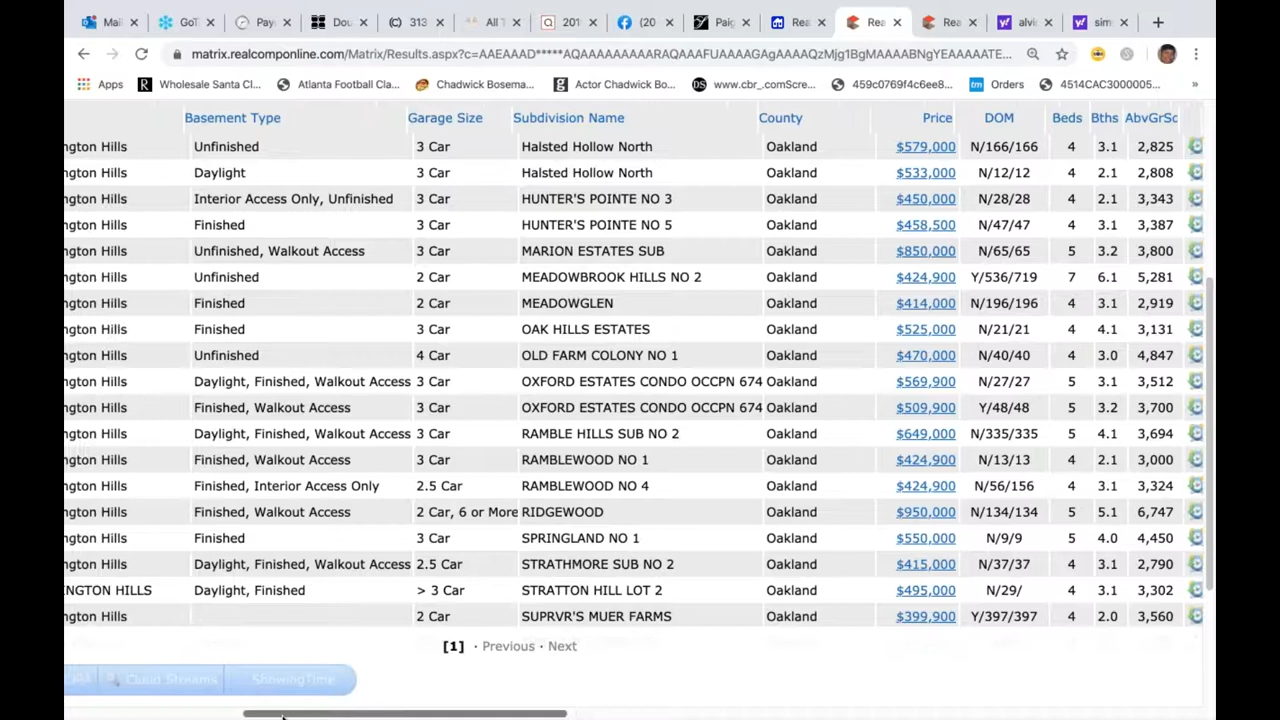 Mail
GoT
Pay
Dou
313
All T
201
(20
Paig
Rea
Rea
Rea
alvi
sim
matrix.realcomponline.com/Matrix/Results.aspx?c=AAEAAAD*****AQAAAAAAAAARAQAAAFUAAAAGAgAAAAQzMjg1BgMAAAABNgYEAAAAATE...
Apps
Wholesale Santa Cl...
Atlanta Football Cla...
Chadwick Bosema...
Actor Chadwick Bo...
www.cbr_.comScre...
459c0769f4c6ee8...
Orders
4514CAC3000005...
»
Basement Type Garage Size Subdivision Name County Price DOM Beds Bths AbvGrSc
ngton Hills Unfinished 3 Car Halsted Hollow North Oakland $579,000 N/166/166 4 3.1 2,825
ngton Hills Daylight 3 Car Halsted Hollow North Oakland $533,000 N/12/12 4 2.1 2,808
ngton Hills Interior Access Only, Unfinished 3 Car HUNTER'S POINTE NO 3 Oakland $450,000 N/28/28 4 2.1 3,343
ngton Hills Finished 3 Car HUNTER'S POINTE NO 5 Oakland $458,500 N/47/47 4 3.1 3,387
ngton Hills Unfinished, Walkout Access 3 Car MARION ESTATES SUB Oakland $850,000 N/65/65 5 3.2 3,800
ngton Hills Unfinished 2 Car MEADOWBROOK HILLS NO 2 Oakland $424,900 Y/536/719 7 6.1 5,281
ngton Hills Finished 2 Car MEADOWGLEN Oakland $414,000 N/196/196 4 3.1 2,919
ngton Hills Finished 3 Car OAK HILLS ESTATES Oakland $525,000 N/21/21 4 4.1 3,131
ngton Hills Unfinished 4 Car OLD FARM COLONY NO 1 Oakland $470,000 N/40/40 4 3.0 4,847
ngton Hills Daylight, Finished, Walkout Access 3 Car OXFORD ESTATES CONDO OCCPN 674 Oakland $569,900 N/27/27 5 3.1 3,512
ngton Hills Finished, Walkout Access 3 Car OXFORD ESTATES CONDO OCCPN 674 Oakland $509,900 Y/48/48 5 3.2 3,700
ngton Hills Daylight, Finished, Walkout Access 3 Car RAMBLE HILLS SUB NO 2 Oakland $649,000 N/335/335 5 4.1 3,694
ngton Hills Finished, Walkout Access 3 Car RAMBLEWOOD NO 1 Oakland $424,900 N/13/13 4 2.1 3,000
ngton Hills Finished, Interior Access Only 2.5 Car RAMBLEWOOD NO 4 Oakland $424,900 N/56/156 4 3.1 3,324
ngton Hills Finished, Walkout Access 2 Car, 6 or More RIDGEWOOD Oakland $950,000 N/134/134 5 5.1 6,747
ngton Hills Finished 3 Car SPRINGLAND NO 1 Oakland $550,000 N/9/9 5 4.0 4,450
ngton Hills Daylight, Finished, Walkout Access 2.5 Car STRATHMORE SUB NO 2 Oakland $415,000 N/37/37 4 3.1 2,790
INGTON HILLS Daylight, Finished > 3 Car STRATTON HILL LOT 2 Oakland $495,000 N/29/ 4 3.1 3,302
ngton Hills 2 Car SUPRVR'S MUER FARMS Oakland $399,900 Y/397/397 4 2.0 3,560
[1] · Previous · Next
Cloud Streams ShowingTime